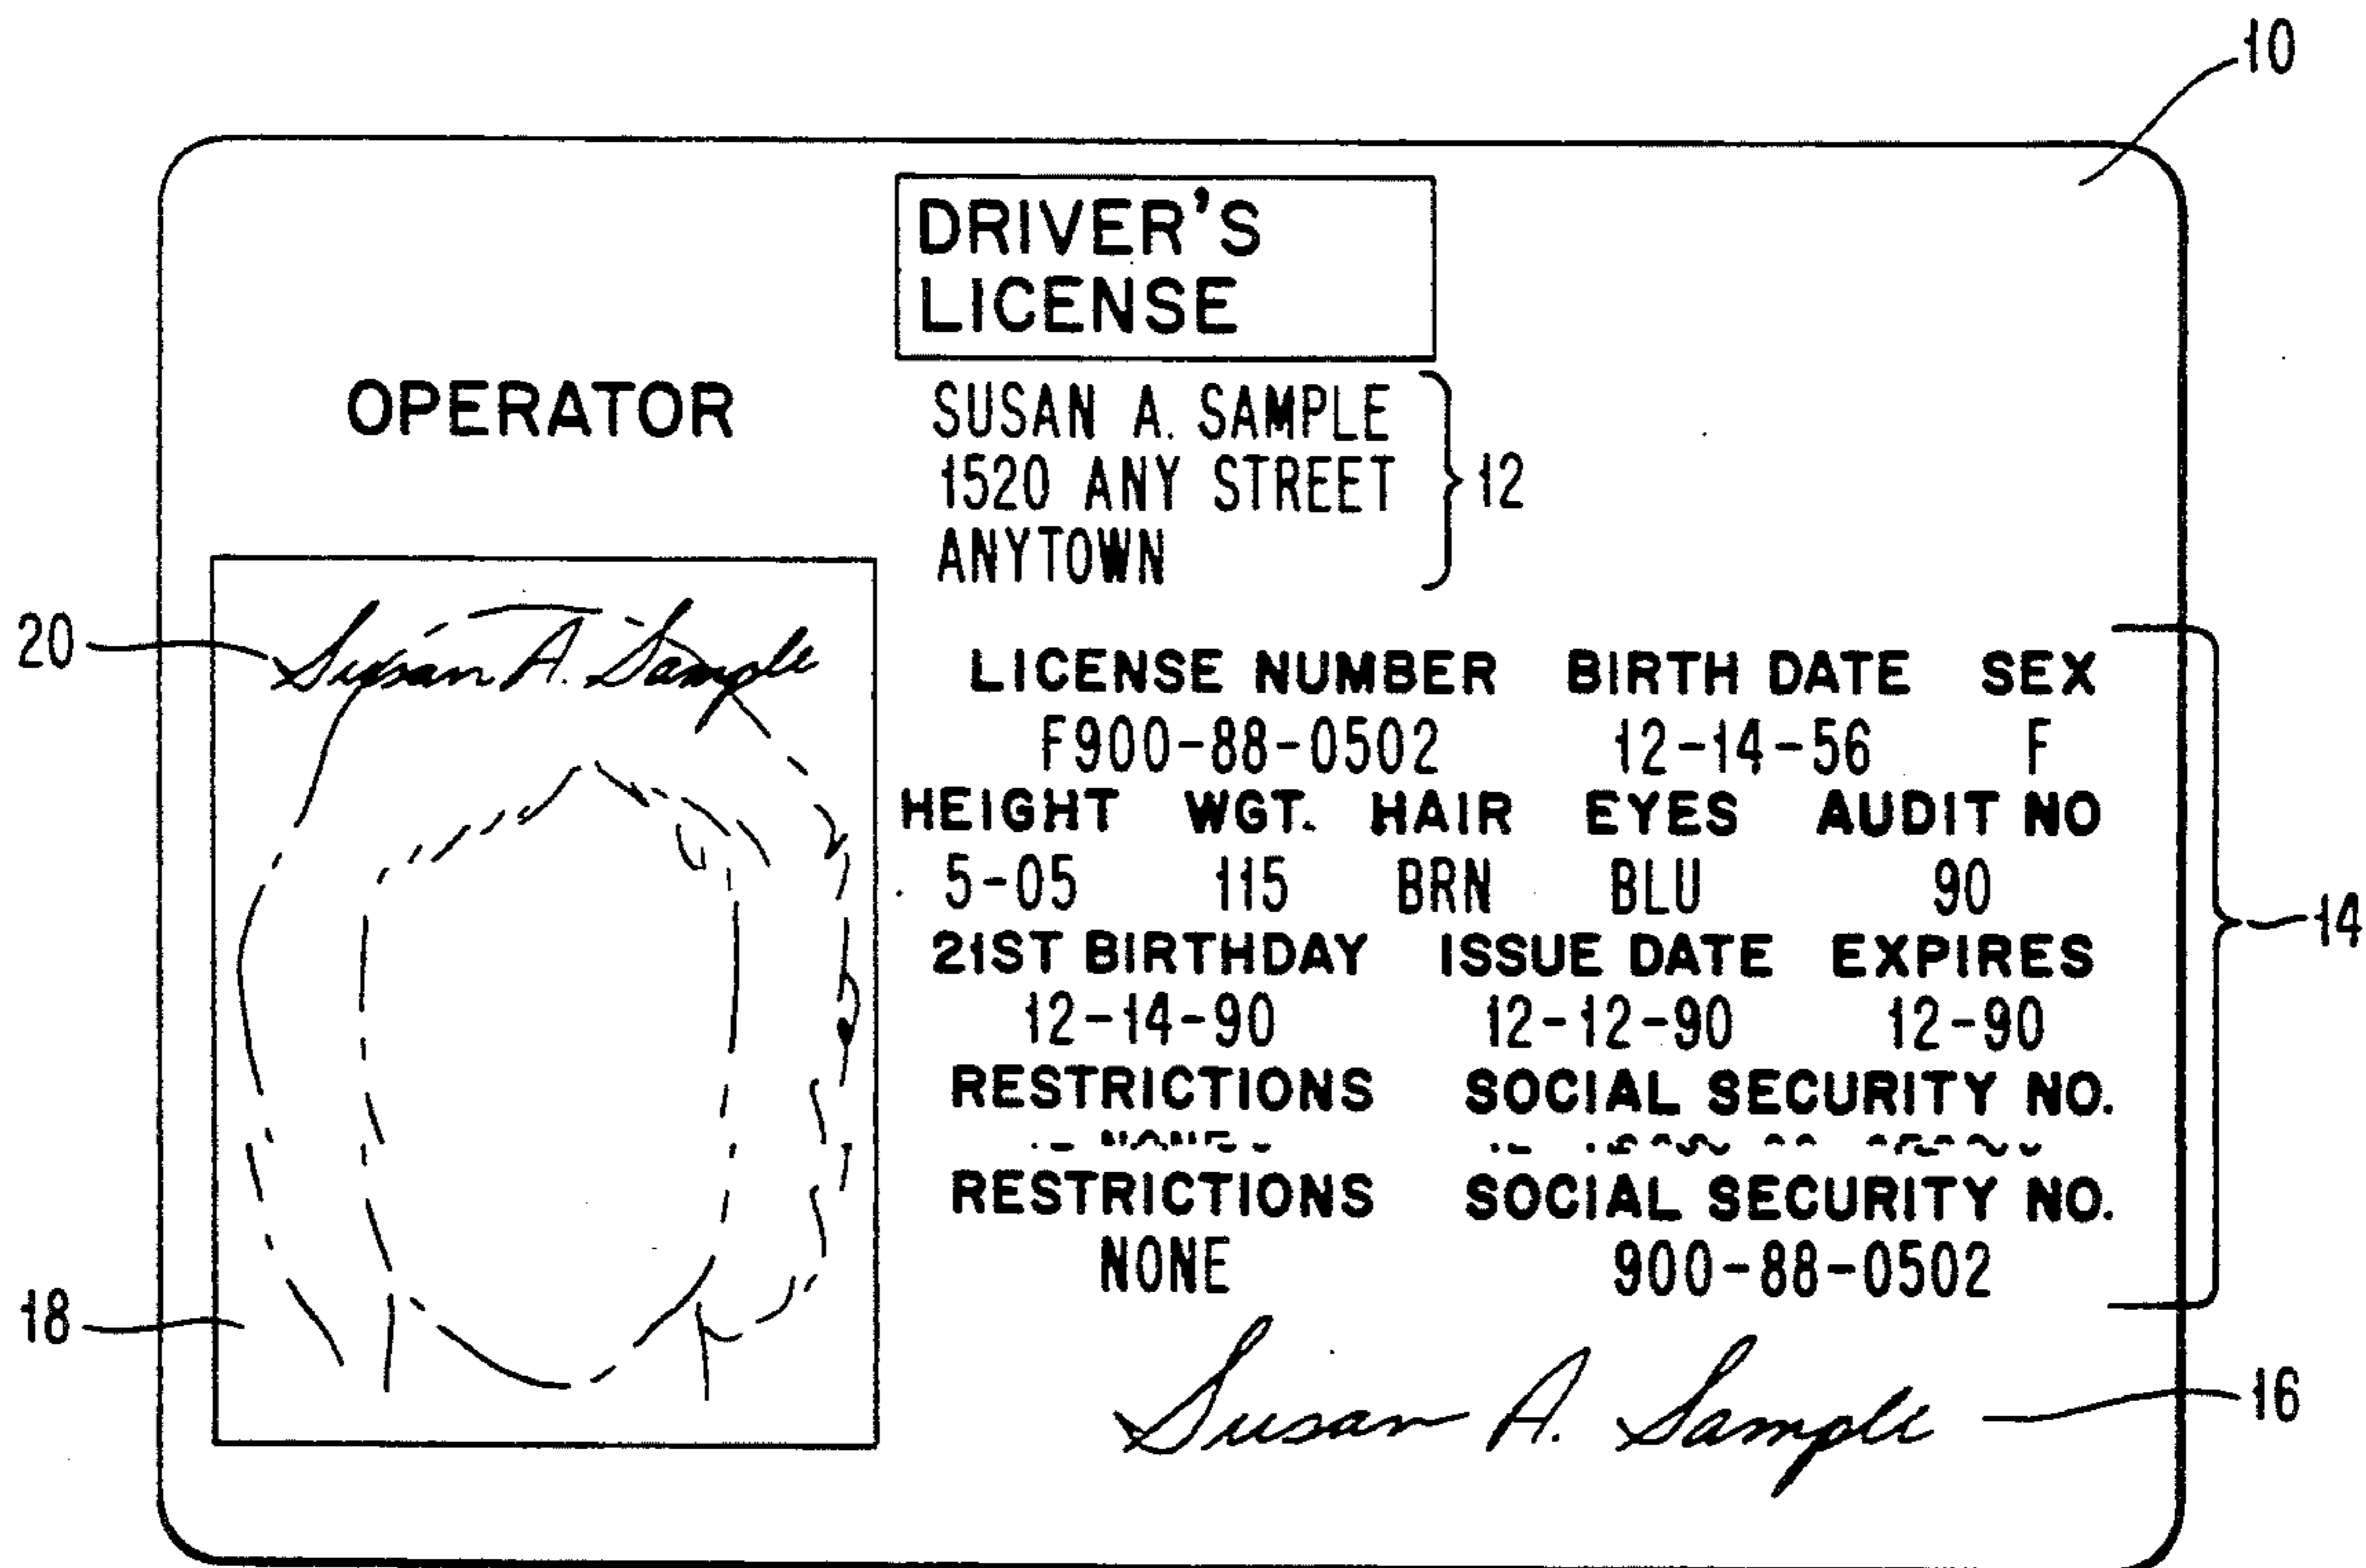 10
DRIVER'S
LICENSE
OPERATOR
SUSAN A. SAMPLE
1520 ANY STREET
ANYTOWN
12
20
Susan A. Sample
LICENSE NUMBER BIRTH DATE SEX
F900-88-0502 12-14-56 F
HEIGHT WGT. HAIR EYES AUDIT NO
5-05 115 BRN BLU 90
14
21ST BIRTHDAY ISSUE DATE EXPIRES
12-14-90 12-12-90 12-90
RESTRICTIONS SOCIAL SECURITY NO.
RESTRICTIONS SOCIAL SECURITY NO.
NONE 900-88-0502
18
Susan A. Sample
16